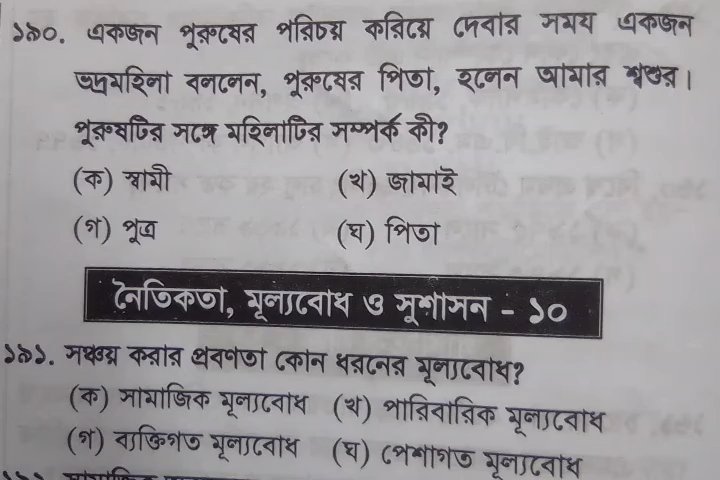 ১৯০. একজন পুরুষের পরিচয় করিয়ে দেবার সময় একজন
ভদ্রমহিলা বললেন, পুরুষের পিতা, হলেন আমার শ্বশুর।
পুরুষটির সঙ্গে মহিলাটির সম্পর্ক কী?
(ক) স্বামী (খ) জামাই
(গ) পুত্র (ঘ) পিতা
নৈতিকতা, মূল্যবোধ ও সুশাসন - ১০
১৯১. সঞ্চয় করার প্রবণতা কোন ধরনের মূল্যবোধ?
(ক) সামাজিক মূল্যবোধ (খ) পারিবারিক মূল্যবোধ
(গ) ব্যক্তিগত মূল্যবোধ (ঘ) পেশাগত মূল্যবোধ